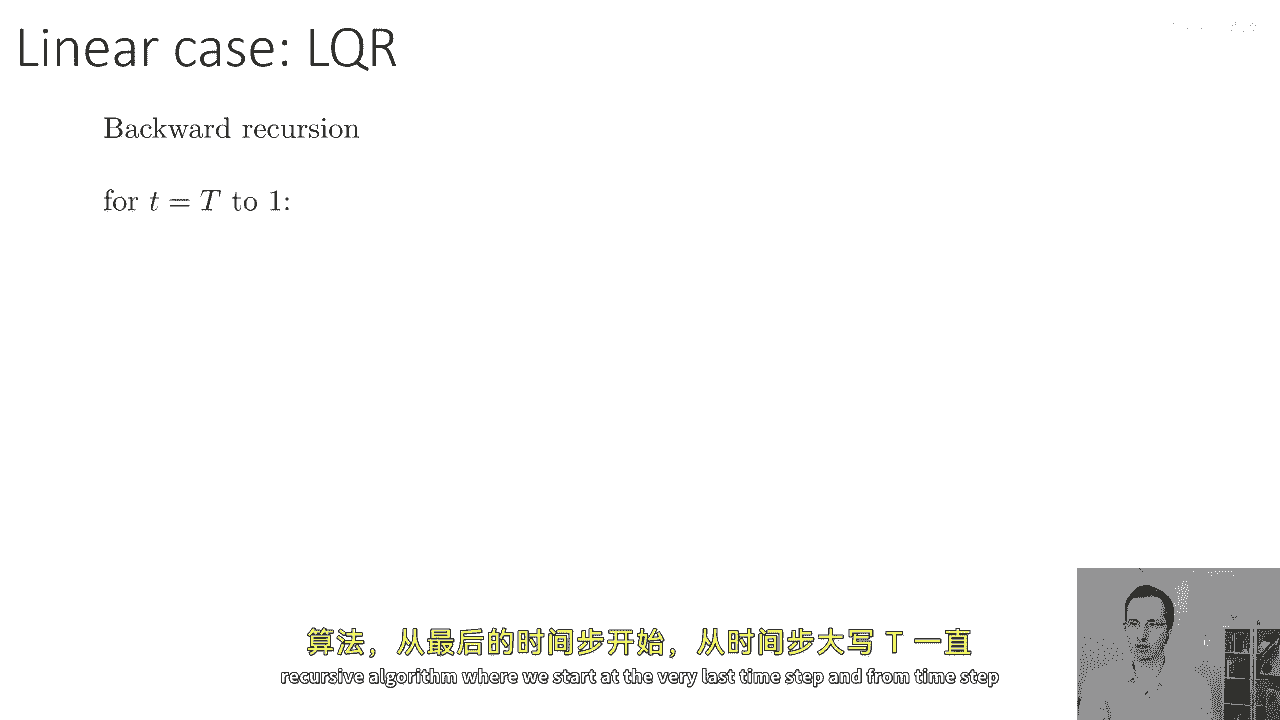 Linear case: LQR
Backward recursion
for t = T to 1:
算法，从最后的时间步开始，从时间步大写 T 一直
recursive algorithm where we start at the very last time step and from time step